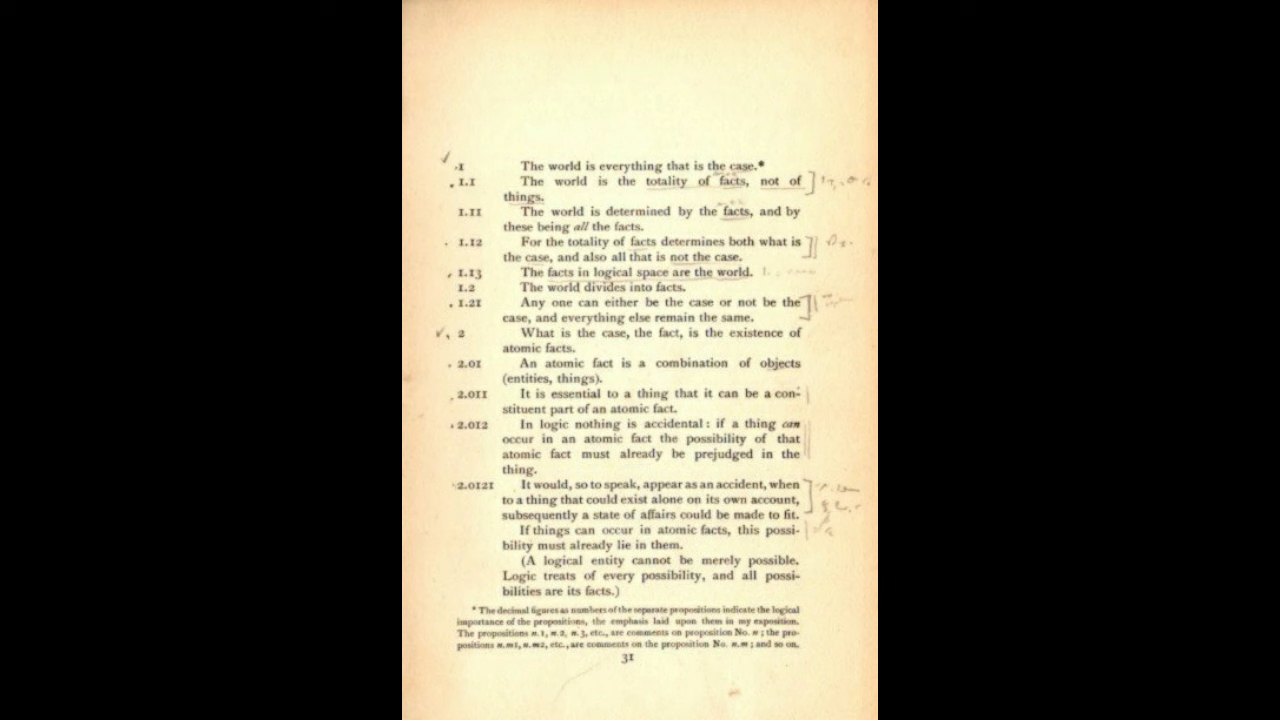 1 The world is everything that is the case.*
1.1 The world is the totality of facts, not of
things.
1.11 The world is determined by the facts, and by
these being all the facts.
1.12 For the totality of facts determines both what is
the case, and also all that is not the case.
1.13 The facts in logical space are the world.
1.2 The world divides into facts.
1.21 Any one can either be the case or not be the
case, and everything else remain the same.
2 What is the case, the fact, is the existence of
atomic facts.
2.01 An atomic fact is a combination of objects
(entities, things).
2.011 It is essential to a thing that it can be a con-
stituent part of an atomic fact.
2.012 In logic nothing is accidental: if a thing can
occur in an atomic fact the possibility of that
atomic fact must already be prejudged in the
thing.
2.0121 It would, so to speak, appear as an accident, when
to a thing that could exist alone on its own account,
subsequently a state of affairs could be made to fit.
If things can occur in atomic facts, this possi-
bility must already lie in them.
(A logical entity cannot be merely possible.
Logic treats of every possibility, and all possi-
bilities are its facts.)
* The decimal figures as numbers of the separate propositions indicate the logical
importance of the propositions, the emphasis laid upon them in my exposition.
The propositions n.1, n.2, n.3, etc., are comments on proposition No. n; the pro-
positions n.m1, n.m2, etc., are comments on the proposition No. n.m; and so on.
31